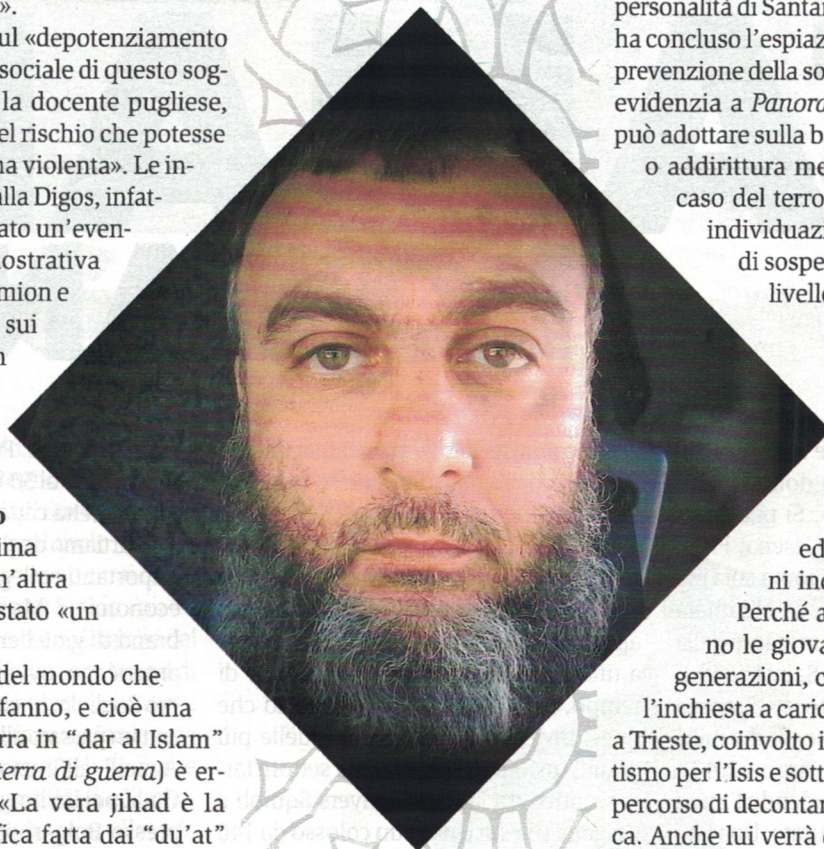 ».
ul «depotenziamento
sociale di questo sog-
la docente pugliese,
el rischio che potesse
na violenta». Le in-
alla Digos, infat-
ato un'even-
ostrativa
mion e
sui
o
ima
n'altra
stato «un
del mondo che
fanno, e cioè una
rra in “dar al Islam”
terra di guerra) è er-
«La vera jihad è la
fica fatta dai “du'at”
personalità di Santar
ha concluso l'espiaz
prevenzione della so
evidenzia a Panora
può adottare sulla b
o addirittura me
caso del terro
individuazi
di sospe
livello
ed
ni ind
Perché a
no le giova
generazioni, c
l'inchiesta a caric
a Trieste, coinvolto i
tismo per l'Isis e sott
percorso di decontar
ca. Anche lui verrà